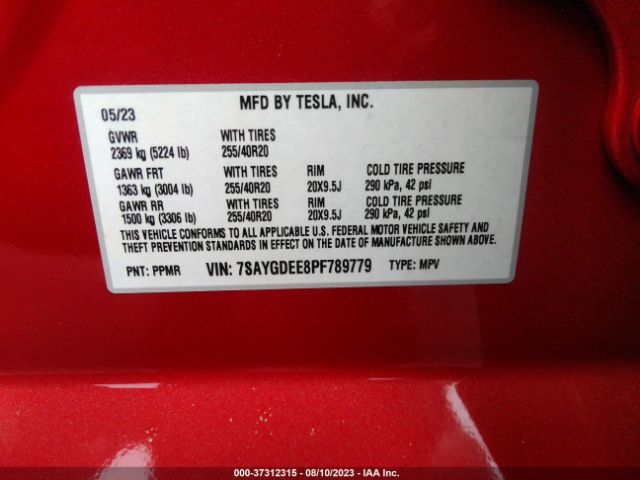 MFD BY TESLA, INC.
05/23
GVWR WITH TIRES
2369 kg (5224 lb) 255/40R20
GAWR FRT WITH TIRES RIM COLD TIRE PRESSURE
1363 kg (3004 lb) 255/40R20 20X9.5J 290 kPa, 42 psi
GAWR RR WITH TIRES RIM COLD TIRE PRESSURE
1500 kg (3306 lb) 255/40R20 20X9.5J 290 kPa, 42 psi
THIS VEHICLE CONFORMS TO ALL APPLICABLE U.S. FEDERAL MOTOR VEHICLE SAFETY AND
THEFT PREVENTION STANDARDS IN EFFECT ON THE DATE OF MANUFACTURE SHOWN ABOVE.
PNT: PPMR VIN: 7SAYGDEE8PF789779 TYPE: MPV
000-37312315 - 08/10/2023 - IAA Inc.